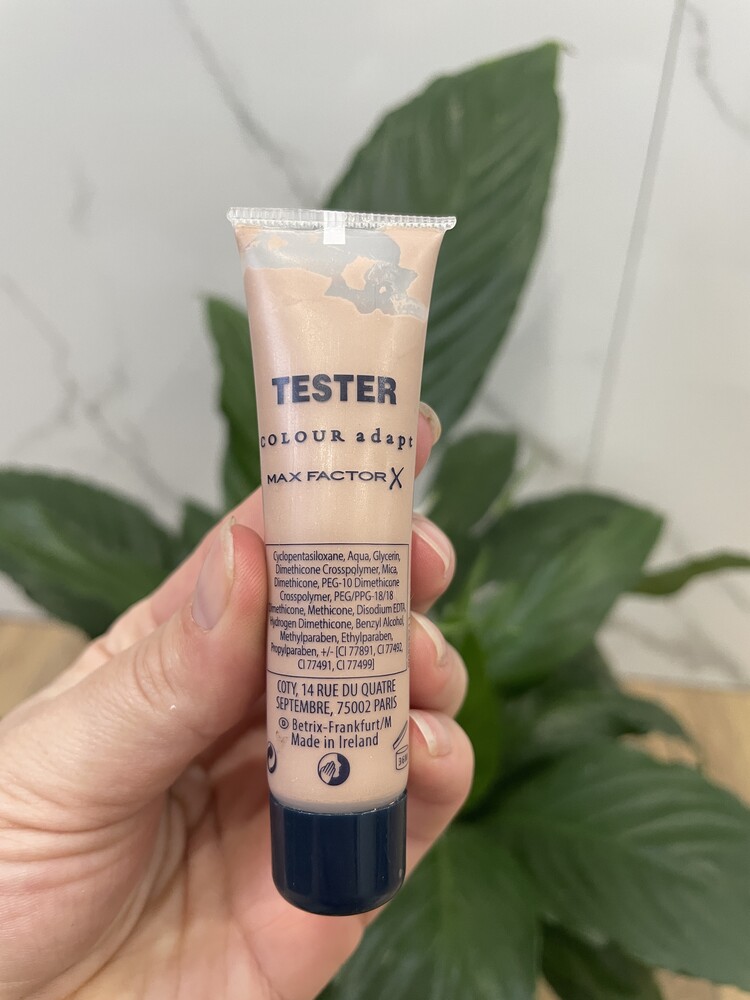 TESTER
COLOUR adapt
MAX FACTOR X
Cyclopentasiloxane, Aqua, Glycerin,
Dimethicone Crosspolymer, Mica,
Dimethicone, PEG-10 Dimethicone
Crosspolymer, PEG/PPG-18/18
Dimethicone, Methicone, Disodium EDTA,
Hydrogen Dimethicone, Benzyl Alcohol,
Methylparaben, Ethylparaben,
Propylparaben, +/- [CI 77891, CI 77492,
CI 77491, CI 77499]
COTY, 14 RUE DU QUATRE
SEPTEMBRE, 75002 PARIS
D Betrix-Frankfurt/M
Made in Ireland